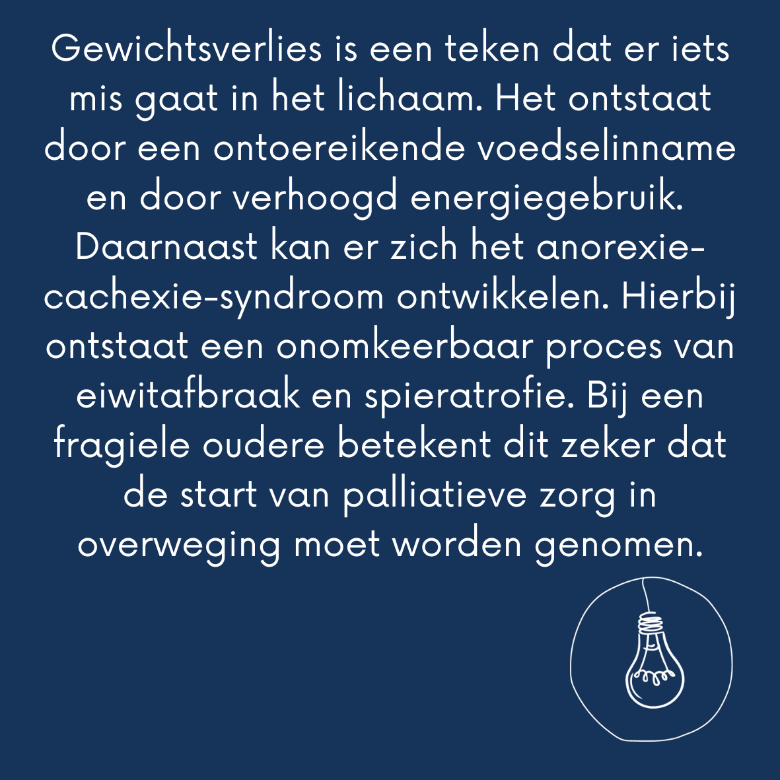 Gewichtsverlies is een teken dat er iets
mis gaat in het lichaam. Het ontstaat
door een ontoereikende voedselinname
en door verhoogd energiegebruik.
Daarnaast kan er zich het anorexie-
cachexie-syndroom ontwikkelen. Hierbij
ontstaat een onomkeerbaar proces van
eiwitafbraak en spieratrofie. Bij een
fragiele oudere betekent dit zeker dat
de start van palliatieve zorg in
overweging moet worden genomen.